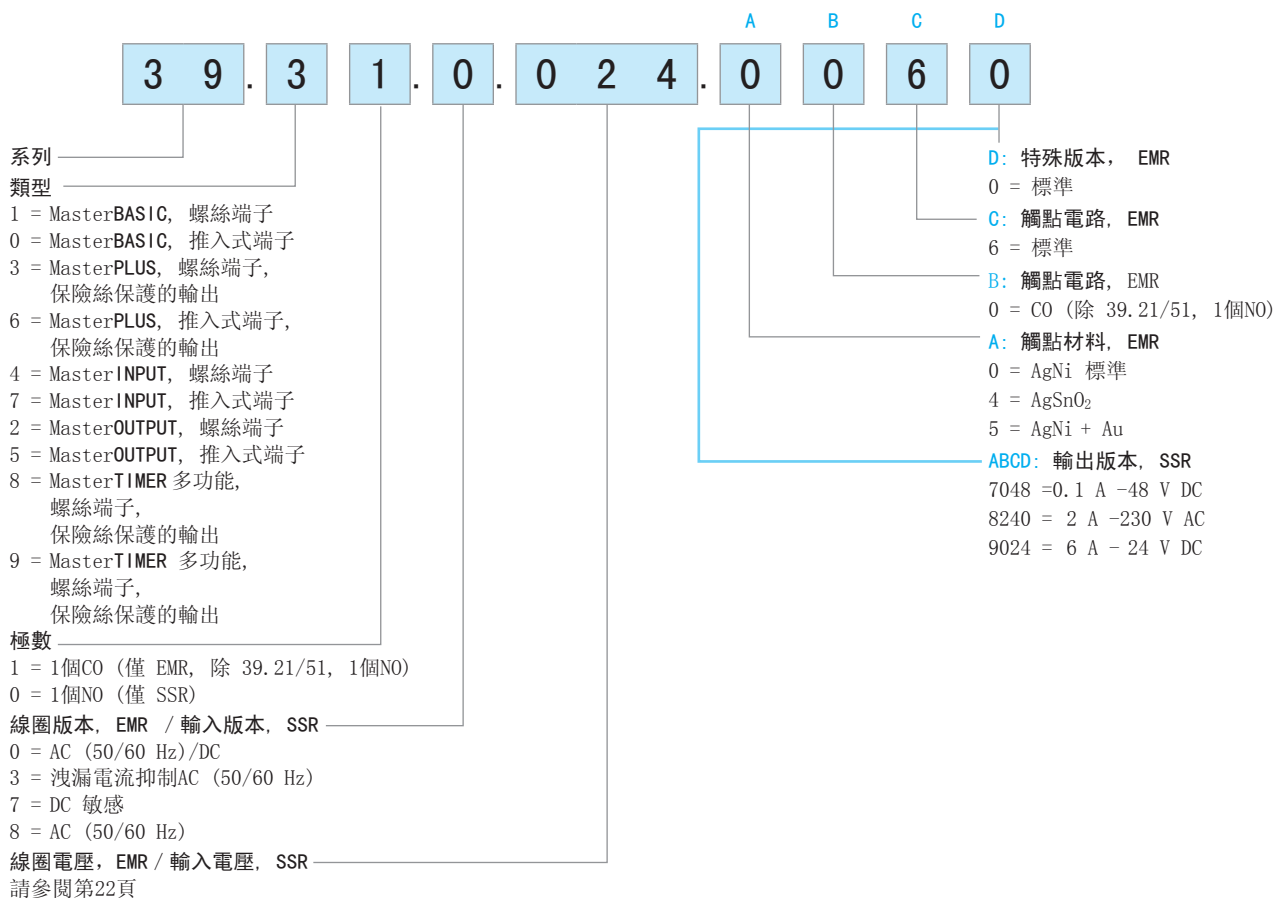 A B C D
3 9 . 3 1 . 0 . 0 2 4 . 0 0 6 0
系列
類型
1 = MasterBASIC, 螺絲端子
0 = MasterBASIC, 推入式端子
3 = MasterPLUS, 螺絲端子,
保險絲保護的輸出
6 = MasterPLUS, 推入式端子,
保險絲保護的輸出
4 = MasterINPUT, 螺絲端子
7 = MasterINPUT, 推入式端子
2 = MasterOUTPUT, 螺絲端子
5 = MasterOUTPUT, 推入式端子
8 = MasterTIMER 多功能,
螺絲端子,
保險絲保護的輸出
9 = MasterTIMER 多功能,
螺絲端子,
保險絲保護的輸出
極數
1 = 1個CO (僅 EMR, 除 39.21/51, 1個NO)
0 = 1個NO (僅 SSR)
線圈版本, EMR / 輸入版本, SSR
0 = AC (50/60 Hz)/DC
3 = 洩漏電流抑制AC (50/60 Hz)
7 = DC 敏感
8 = AC (50/60 Hz)
線圈電壓，EMR / 輸入電壓, SSR
請參閱第22頁
D: 特殊版本， EMR
0 = 標準
C: 觸點電路, EMR
6 = 標準
B: 觸點電路, EMR
0 = CO (除 39.21/51, 1個NO)
A: 觸點材料, EMR
0 = AgNi 標準
4 = AgSnO₂
5 = AgNi + Au
ABCD: 輸出版本, SSR
7048 =0.1 A -48 V DC
8240 = 2 A -230 V AC
9024 = 6 A - 24 V DC